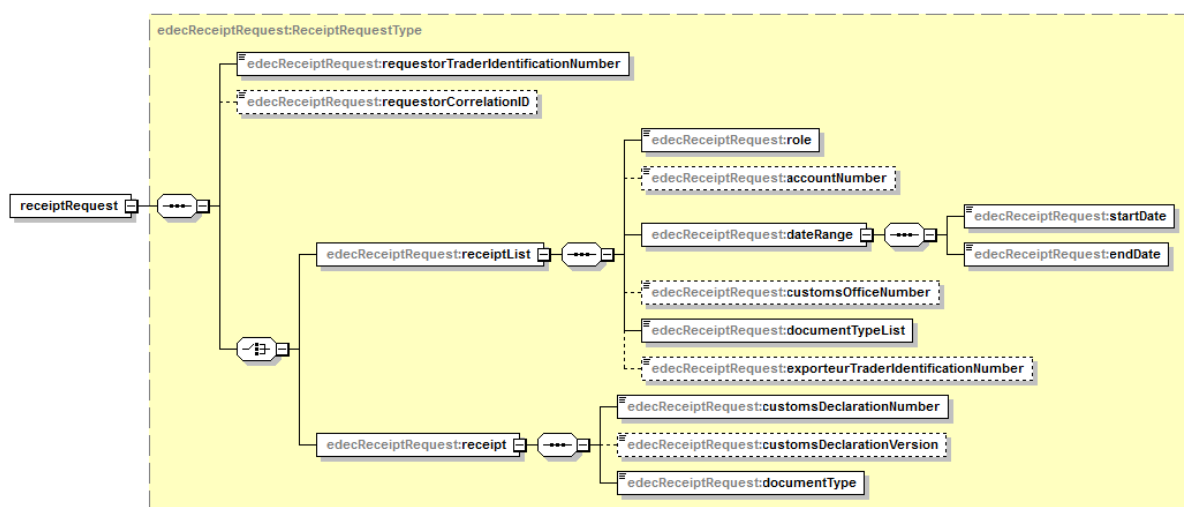 edecReceiptRequest:ReceiptRequestType
edecReceiptRequest:requestorTraderIdentificationNumber
edecReceiptRequest:requestorCorrelationID
edecReceiptRequest:role
edecReceiptRequest:accountNumber
receiptRequest
edecReceiptRequest:receiptList
edecReceiptRequest:dateRange
edecReceiptRequest:startDate
edecReceiptRequest:endDate
edecReceiptRequest:customsOfficeNumber
edecReceiptRequest:documentTypeList
edecReceiptRequest:exporteurTraderIdentificationNumber
edecReceiptRequest:receipt
edecReceiptRequest:customsDeclarationNumber
edecReceiptRequest:customsDeclarationVersion
edecReceiptRequest:documentType